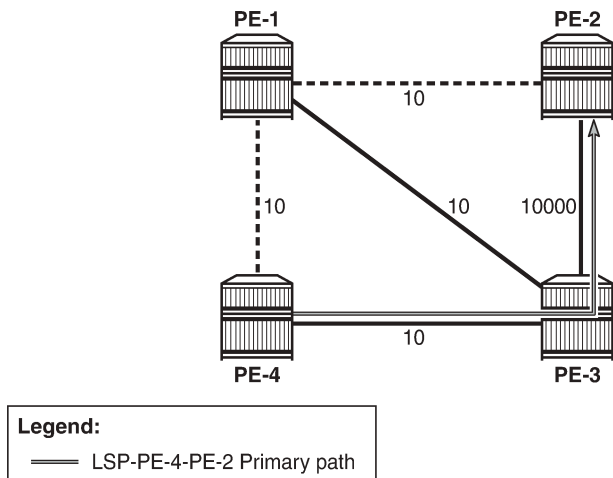 PE-1
PE-2
10
10
10
10000
10
PE-4
PE-3
Legend:
LSP-PE-4-PE-2 Primary path